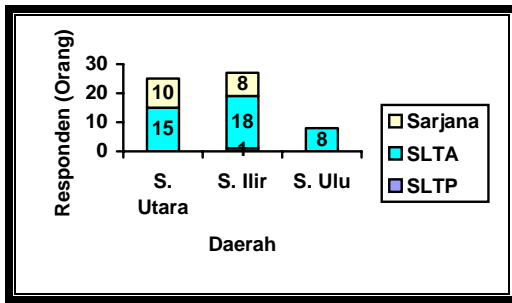 Responden (Orang)
30
20
10
0
10
15
8
18
1
8
S. Utara
S. Ilir
S. Ulu
Daerah
Sarjana
SLTA
SLTP